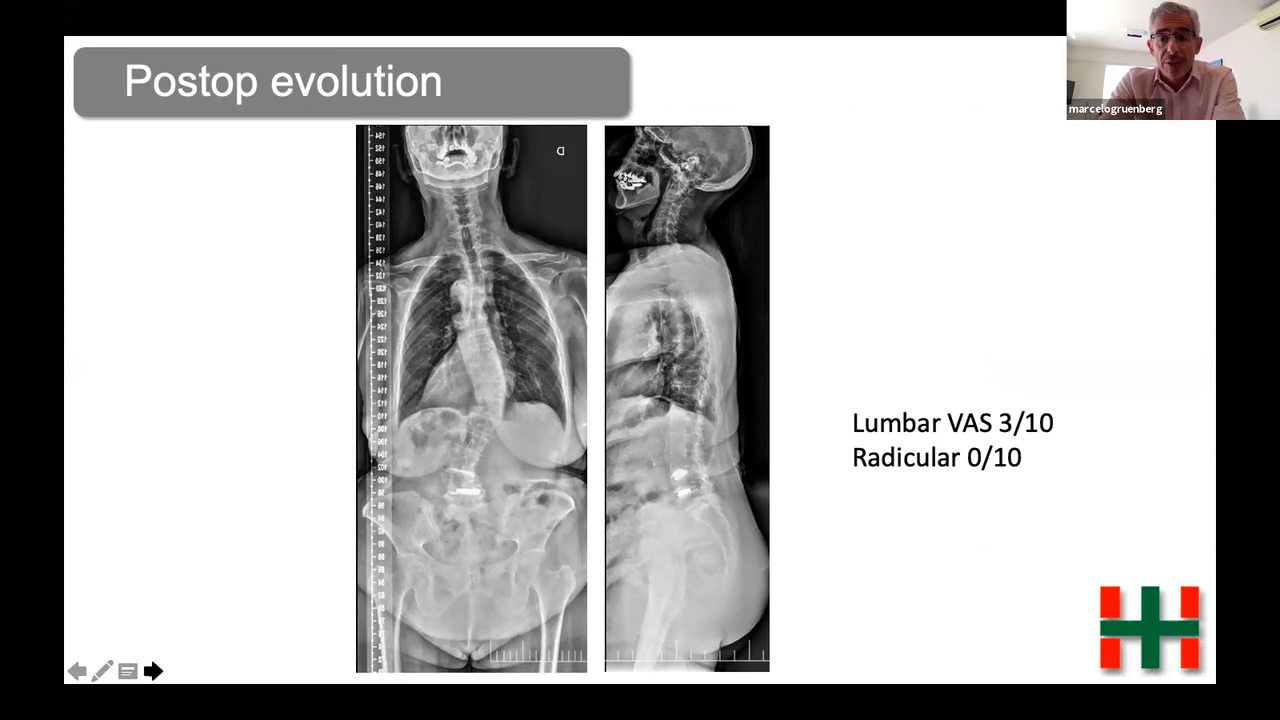 Postop evolution
marcelogruenberg
Lumbar VAS 3/10
Radicular 0/10